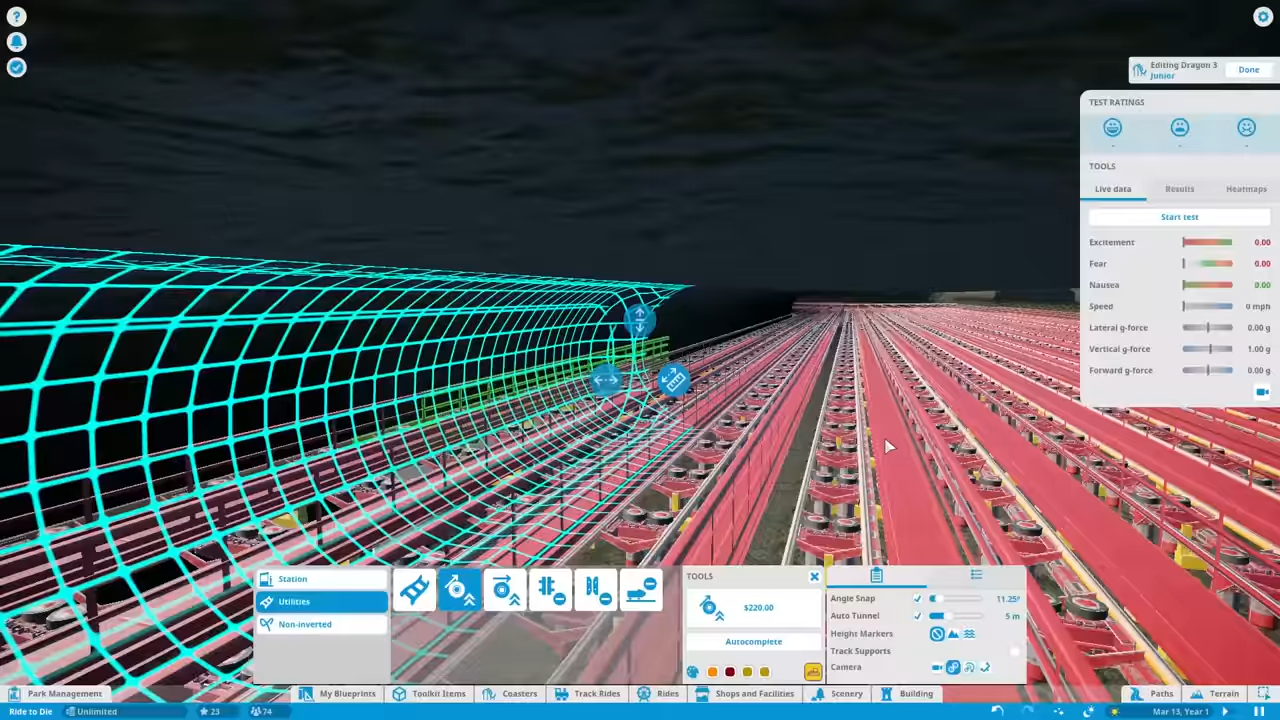 ?
Editing Dragon 3
Junior
Done
TEST RATINGS
-
-
-
TOOLS
Live data
Results
Heatmaps
Start test
Excitement 0.00
Fear 0.00
Nausea 0.00
Speed 0 mph
Lateral g-force 0.00 g
Vertical g-force 1.00 g
Forward g-force 0.00 g
Station
Utilities
Non-inverted
TOOLS
$220.00
Autocomplete
Angle Snap 11.25°
Auto Tunnel 5 m
Height Markers
Track Supports
Camera
Park Management
My Blueprints
Toolkit Items
Coasters
Track Rides
Rides
Shops and Facilities
Scenery
Building
Paths
Terrain
Ride to Die
Unlimited
23
74
Mar 13, Year 1